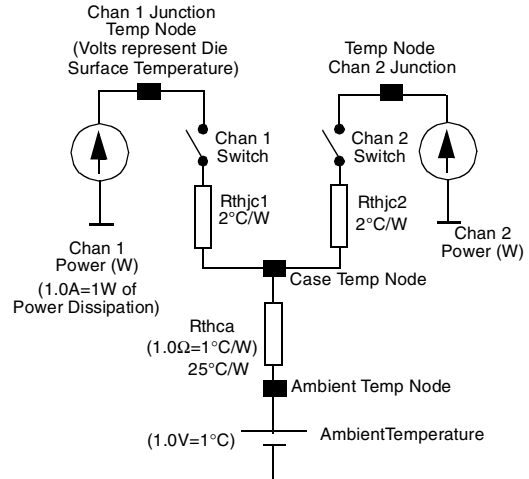 Chan 1 Junction
Temp Node
(Volts represent Die
Surface Temperature)
Temp Node
Chan 2 Junction
Chan 1
Switch
Chan 2
Switch
Rthjc1
2°C/W
Rthjc2
2°C/W
Chan 1
Power (W)
(1.0A=1W of
Power Dissipation)
Chan 2
Power (W)
Case Temp Node
Rthca
(1.0Ω=1°C/W)
25°C/W
Ambient Temp Node
(1.0V=1°C)
AmbientTemperature